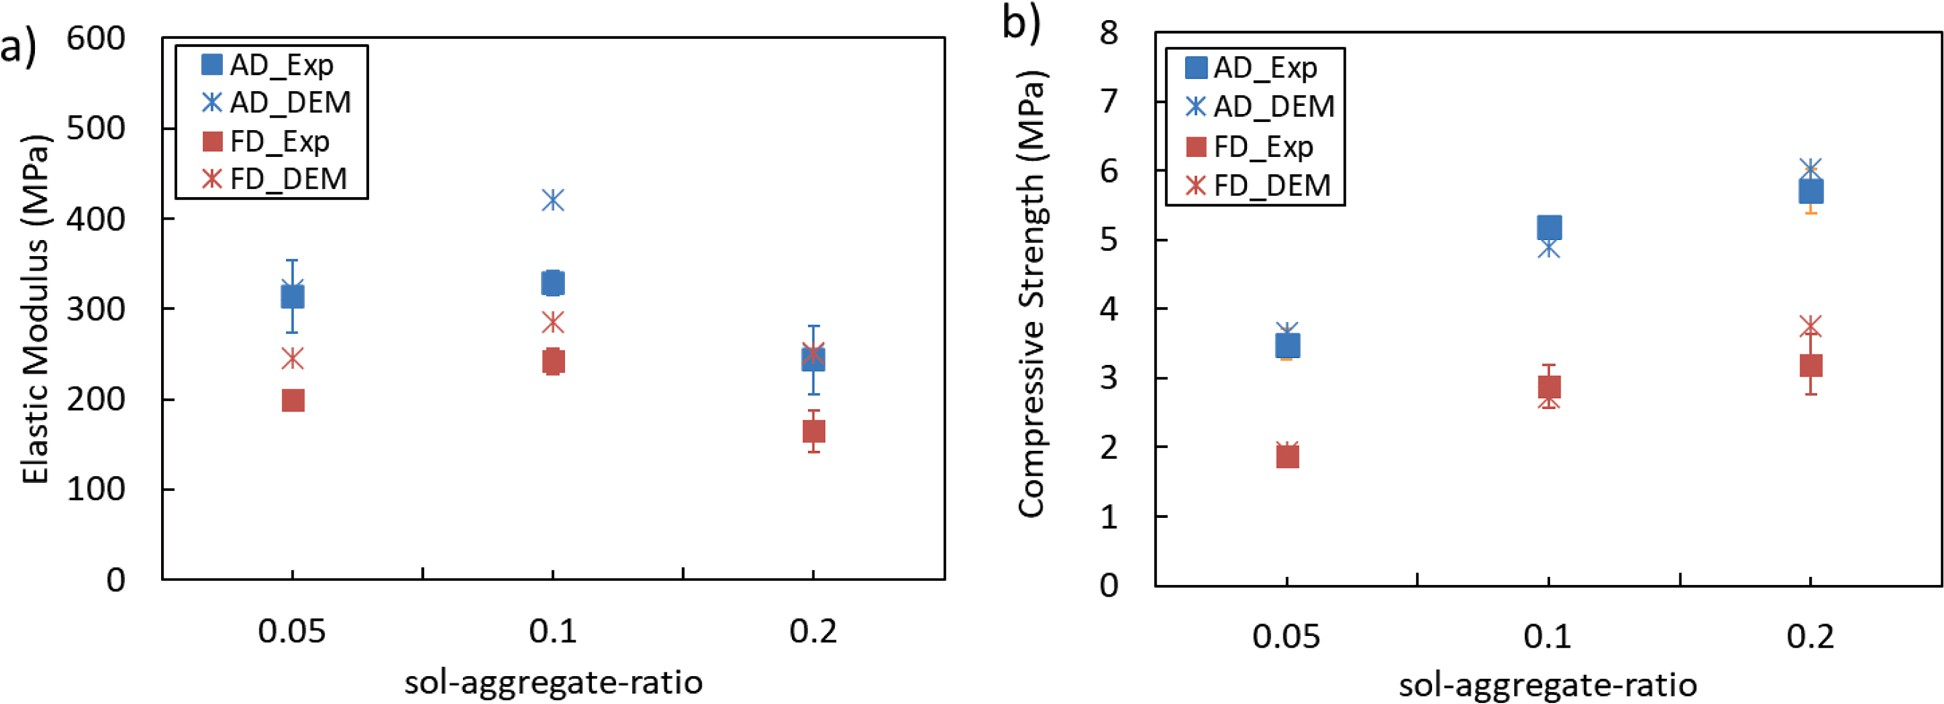 a)
600
500
400
300
200
100
0
Elastic Modulus (MPa)
AD_Exp
AD_DEM
FD_Exp
FD_DEM
0.05 0.1 0.2
sol-aggregate-ratio
b)
8
7
6
5
4
3
2
1
0
Compressive Strength (MPa)
AD_Exp
AD_DEM
FD_Exp
FD_DEM
0.05 0.1 0.2
sol-aggregate-ratio